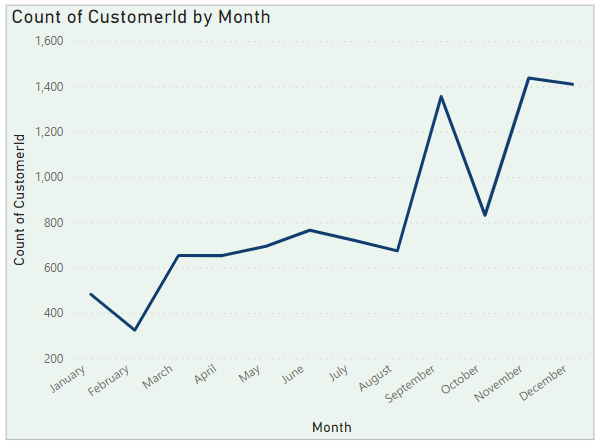 Count of CustomerId by Month
1,600
1,400
1,200
1,000
800
600
400
200
Count of CustomerId
January
February
March
April
May
June
July
August
September
October
November
December
Month